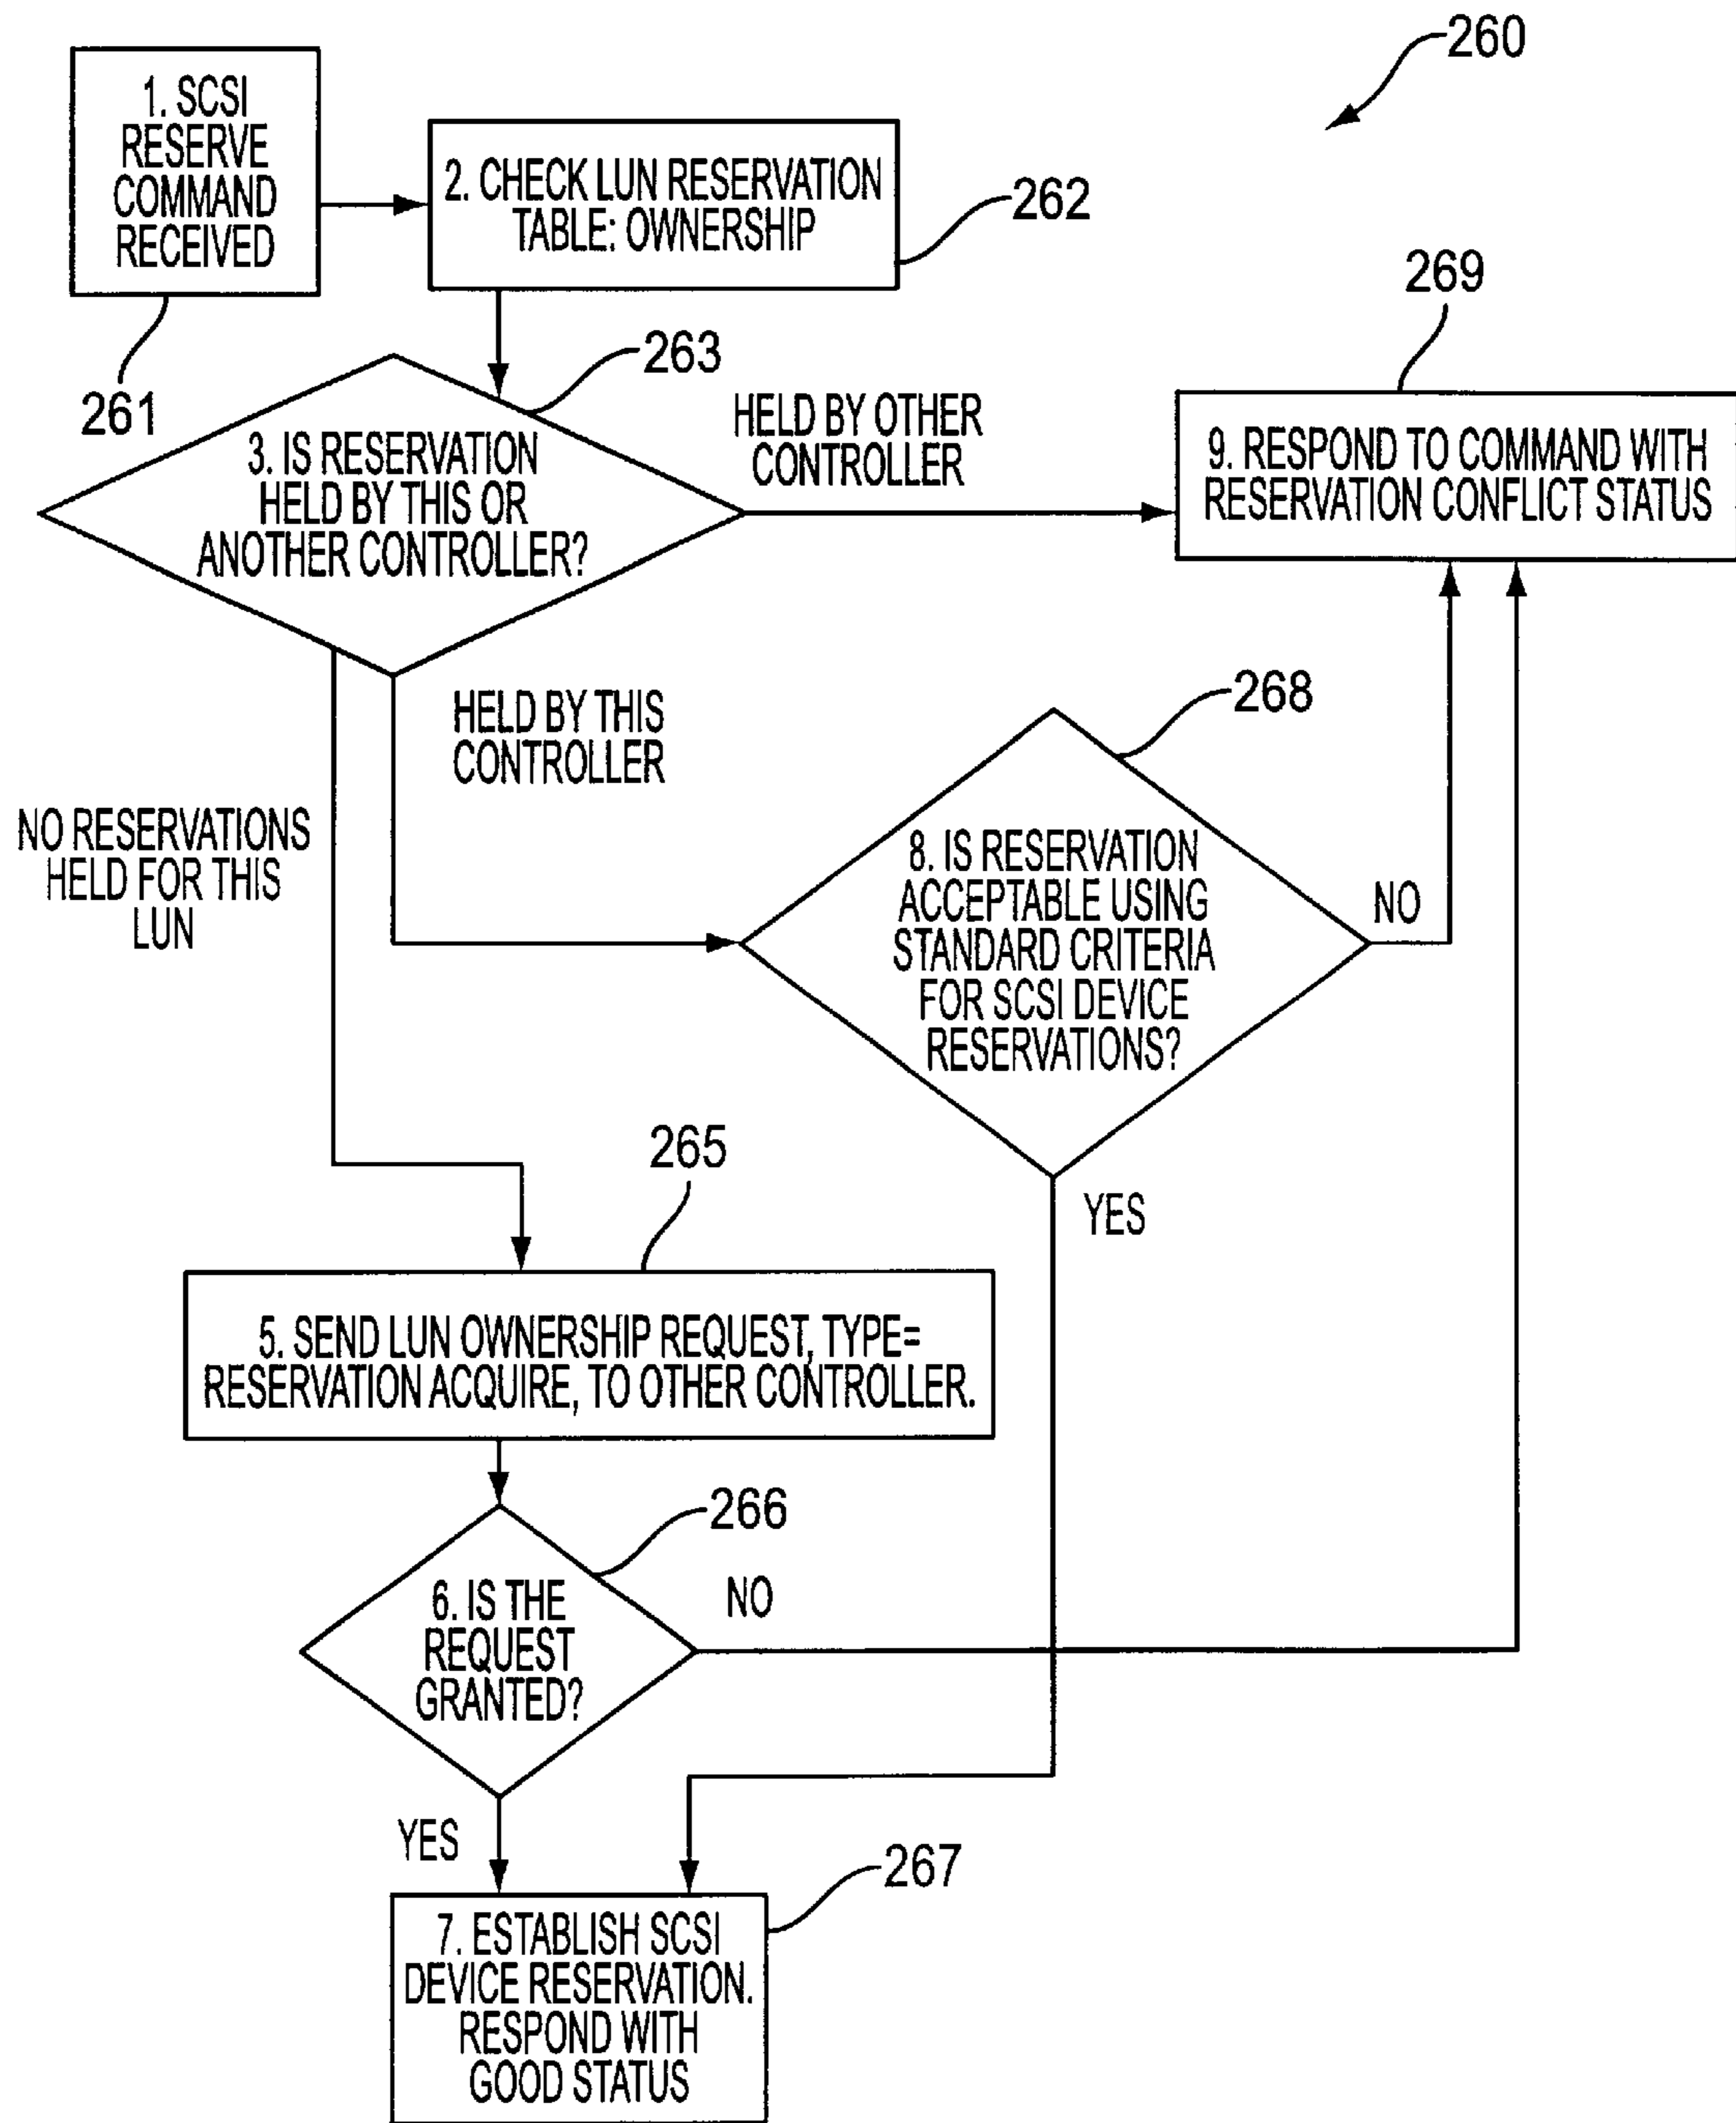 260
1. SCSI
RESERVE
COMMAND
RECEIVED
261
2. CHECK LUN RESERVATION
TABLE: OWNERSHIP
262
263
3. IS RESERVATION
HELD BY THIS OR
ANOTHER CONTROLLER?
HELD BY OTHER
CONTROLLER
269
9. RESPOND TO COMMAND WITH
RESERVATION CONFLICT STATUS
HELD BY THIS
CONTROLLER
NO RESERVATIONS
HELD FOR THIS
LUN
268
8. IS RESERVATION
ACCEPTABLE USING
STANDARD CRITERIA
FOR SCSI DEVICE
RESERVATIONS?
NO
YES
265
5. SEND LUN OWNERSHIP REQUEST, TYPE=
RESERVATION ACQUIRE, TO OTHER CONTROLLER.
266
6. IS THE
REQUEST
GRANTED?
NO
YES
267
7. ESTABLISH SCSI
DEVICE RESERVATION.
RESPOND WITH
GOOD STATUS